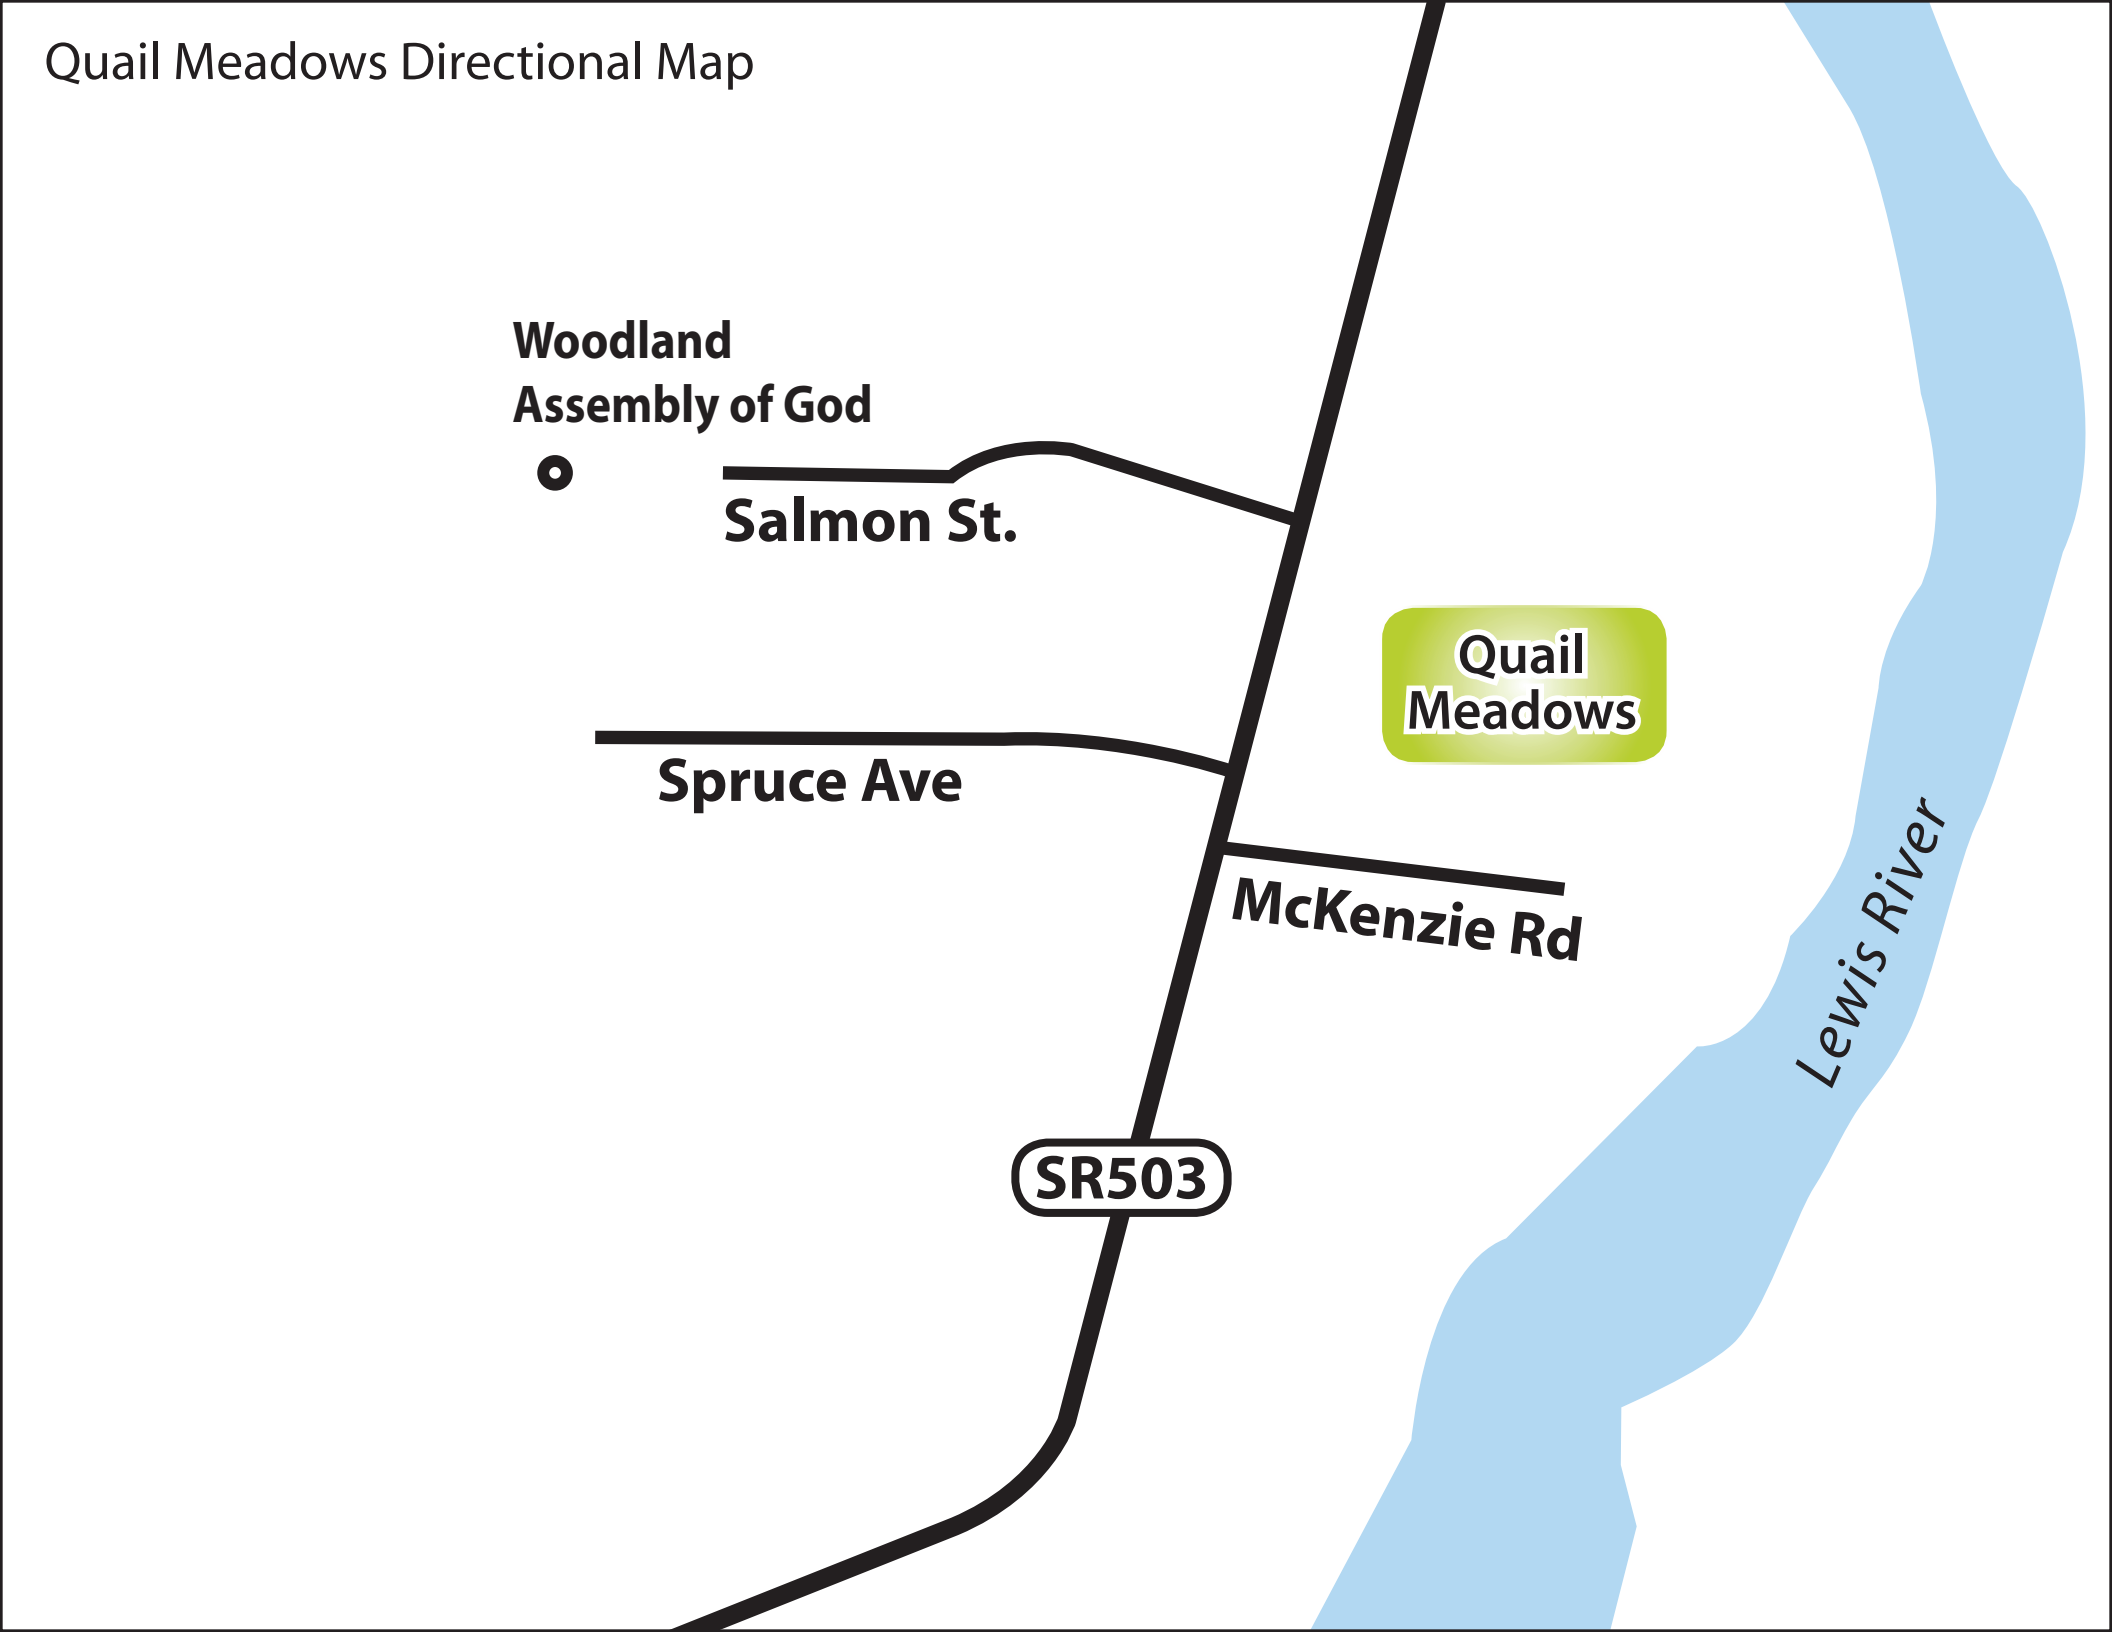 Quail Meadows Directional Map
Woodland
Assembly of God
Salmon St.
Quail
Meadows
Spruce Ave
McKenzie Rd
Lewis River
SR503